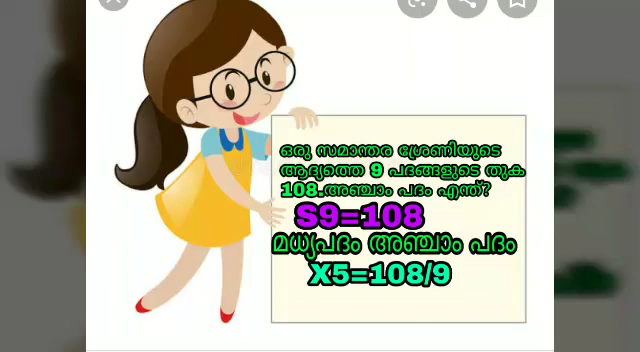 ഒരു സമാന്തര ശ്രേണിയുടെ
ആദ്യത്തെ 9 പദങ്ങളുടെ തുക
108.അഞ്ചാം പദം എന്ത്?
S9=108
മധ്യപദം അഞ്ചാം പദം
X5=108/9